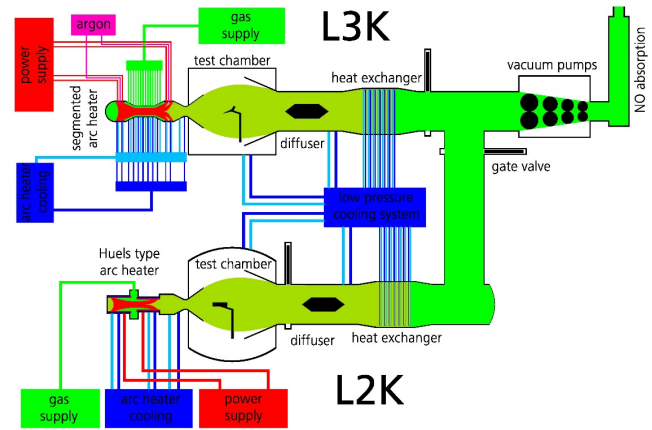 L3K
argon
power
supply
gas
supply
test chamber
heat exchanger
vacuum pumps
NO absorption
segmented
arc heater
diffuser
gate valve
arc heater
cooling
low pressure
cooling system
Huels type
arc heater
test chamber
diffuser
heat exchanger
gas
supply
arc heater
cooling
power
supply
L2K